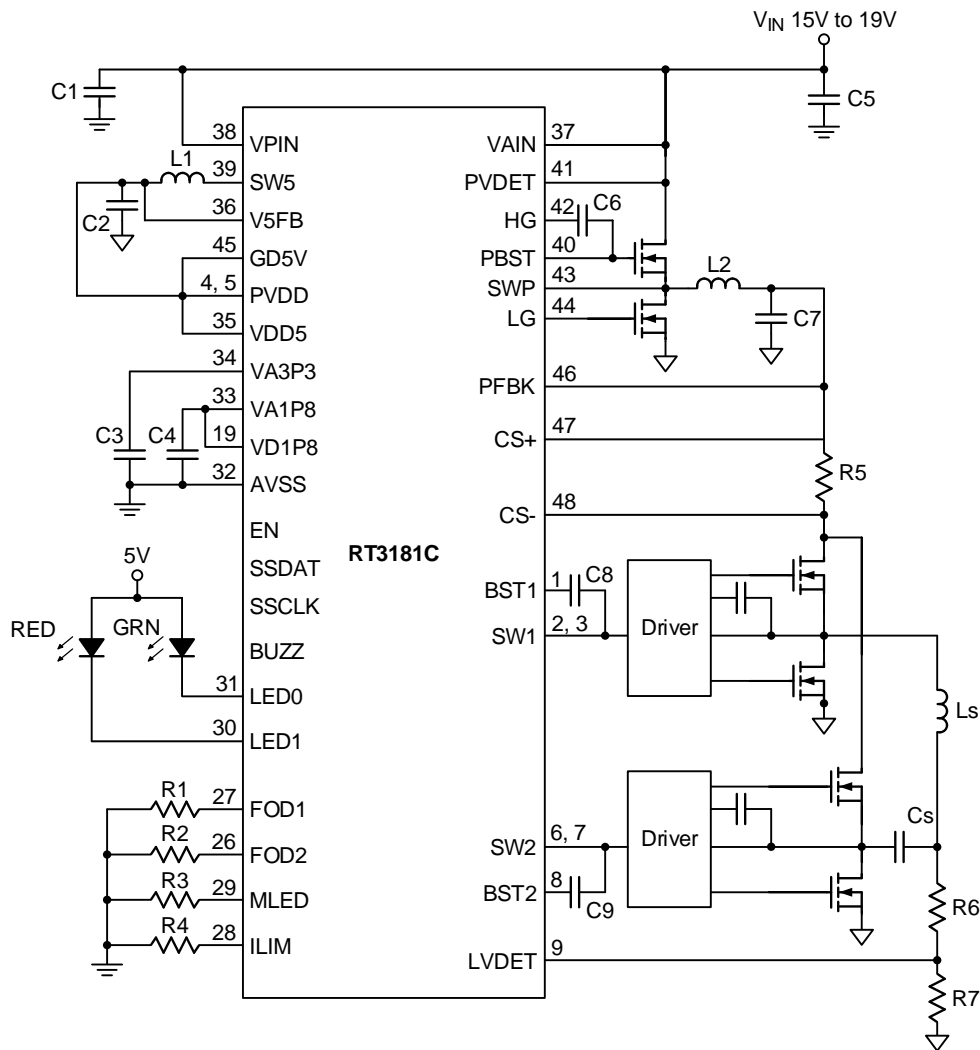 VIN 15V to 19V
C1
C5
38 VPIN
VAIN 37
L1
39 SW5
PVDET 41
C2
36 V5FB
HG 42 C6
45 GD5V
PBST 40
L2
4, 5 PVDD
SWP 43
35 VDD5
LG 44
C7
34 VA3P3
PFBK 46
33 VA1P8
C3
C4
19 VD1P8
CS+ 47
32 AVSS
R5
EN
CS- 48
RT3181C
5V
SSDAT
SSCLK
BST1 1 C8
RED
GRN
SW1 2, 3
Driver
BUZZ
31 LED0
Ls
30 LED1
R1 27 FOD1
R2 26 FOD2
SW2 6, 7
Driver
Cs
R3 29 MLED
BST2 8 C9
R6
R4 28 ILIM
LVDET 9
R7